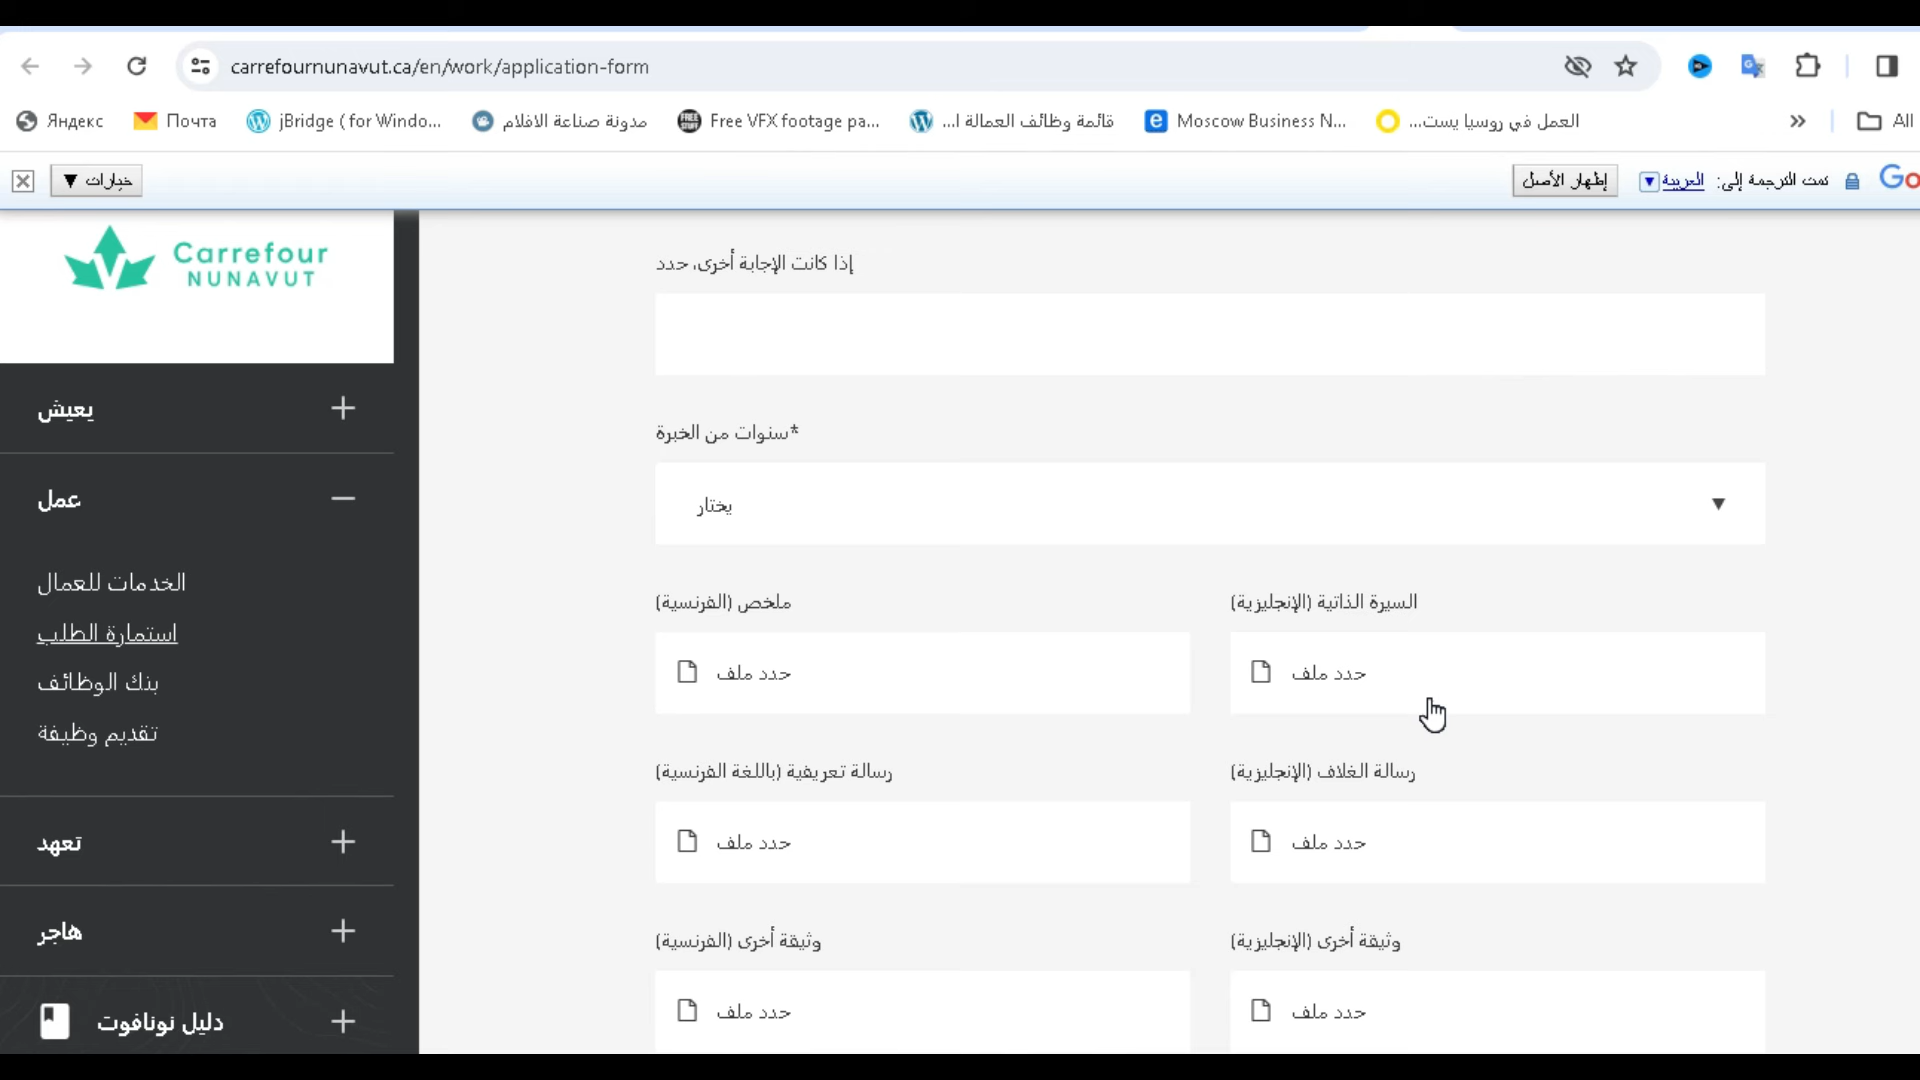 carrefournunavut.ca/en/work/application-form
Яндекс
Почта
jBridge ( for Windo...
مدونة صناعة الافلام
Free VFX footage pa...
قائمة وظائف العمالة ا...
Moscow Business N...
العمل في روسيا يست...
All
خيارات ▼
إظهار الأصل
تمت الترجمة إلى: العربية
Go
Carrefour
NUNAVUT
يعيش
عمل
الخدمات للعمال
استمارة الطلب
بنك الوظائف
تقديم وظيفة
تعهد
هاجر
دليل نونافوت
إذا كانت الإجابة أخرى، حدد
*سنوات من الخبرة
يختار
ملخص (الفرنسية)
السيرة الذاتية (الإنجليزية)
حدد ملف
حدد ملف
رسالة تعريفية (باللغة الفرنسية)
رسالة الغلاف (الإنجليزية)
حدد ملف
حدد ملف
وثيقة أخرى (الفرنسية)
وثيقة أخرى (الإنجليزية)
حدد ملف
حدد ملف